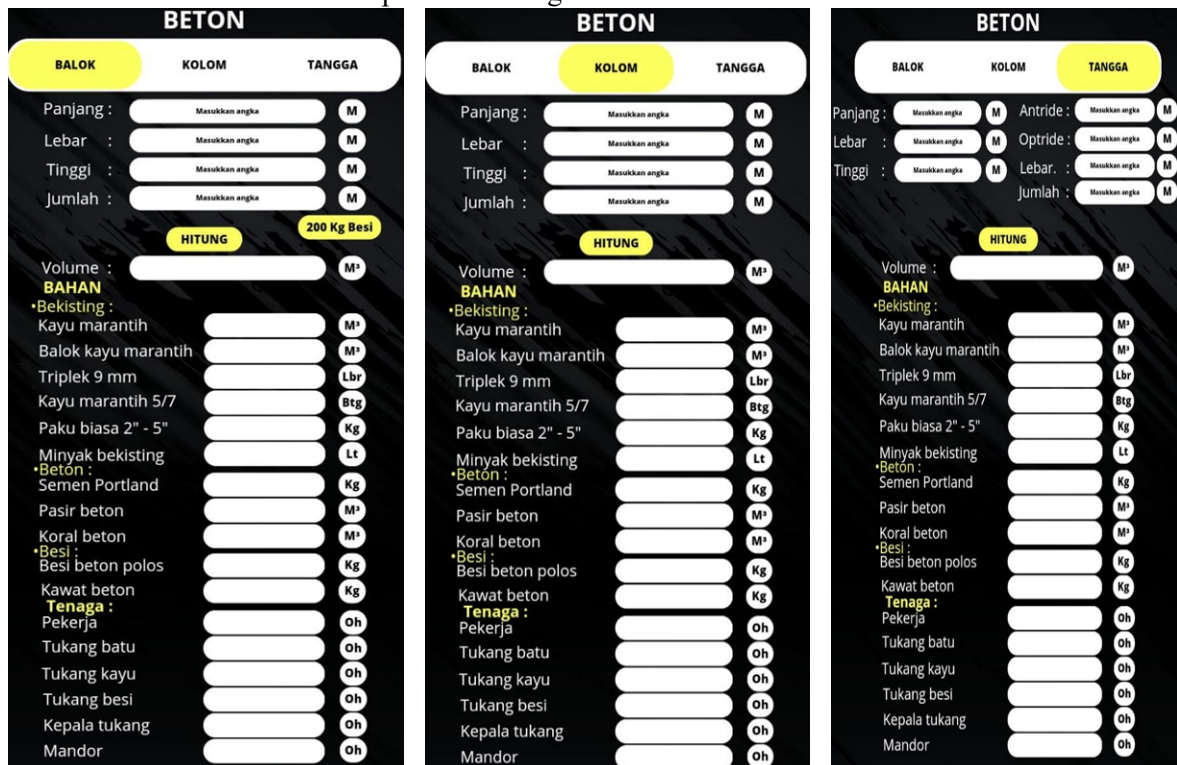 BETON
BALOK KOLOM TANGGA
Panjang : Masukkan angka M
Lebar : Masukkan angka M
Tinggi : Masukkan angka M
Jumlah : Masukkan angka M
200 Kg Besi
HITUNG
Volume : M³
BAHAN
•Bekisting :
Kayu marantih M³
Balok kayu marantih M³
Triplek 9 mm Lbr
Kayu marantih 5/7 Btg
Paku biasa 2" - 5" Kg
Minyak bekisting Lt
•Beton :
Semen Portland Kg
Pasir beton M³
Koral beton M³
•Besi :
Besi beton polos Kg
Kawat beton Kg
Tenaga :
Pekerja Oh
Tukang batu Oh
Tukang kayu Oh
Tukang besi Oh
Kepala tukang Oh
Mandor Oh
BETON
BALOK KOLOM TANGGA
Panjang : Masukkan angka M
Lebar : Masukkan angka M
Tinggi : Masukkan angka M
Jumlah : Masukkan angka M
HITUNG
Volume : M³
BAHAN
•Bekisting :
Kayu marantih M³
Balok kayu marantih M³
Triplek 9 mm Lbr
Kayu marantih 5/7 Btg
Paku biasa 2" - 5" Kg
Minyak bekisting Lt
•Beton :
Semen Portland Kg
Pasir beton M³
Koral beton M³
•Besi :
Besi beton polos Kg
Kawat beton Kg
Tenaga :
Pekerja Oh
Tukang batu Oh
Tukang kayu Oh
Tukang besi Oh
Kepala tukang Oh
Mandor Oh
BETON
BALOK KOLOM TANGGA
Panjang : Masukkan angka M Antride : Masukkan angka M
Lebar : Masukkan angka M Optride : Masukkan angka M
Tinggi : Masukkan angka M Lebar. : Masukkan angka M
Jumlah : Masukkan angka M
HITUNG
Volume : M³
BAHAN
•Bekisting :
Kayu marantih M³
Balok kayu marantih M³
Triplek 9 mm Lbr
Kayu marantih 5/7 Btg
Paku biasa 2" - 5" Kg
Minyak bekisting Lt
•Beton :
Semen Portland Kg
Pasir beton M³
Koral beton M³
•Besi :
Besi beton polos Kg
Kawat beton Kg
Tenaga :
Pekerja Oh
Tukang batu Oh
Tukang kayu Oh
Tukang besi Oh
Kepala tukang Oh
Mandor Oh